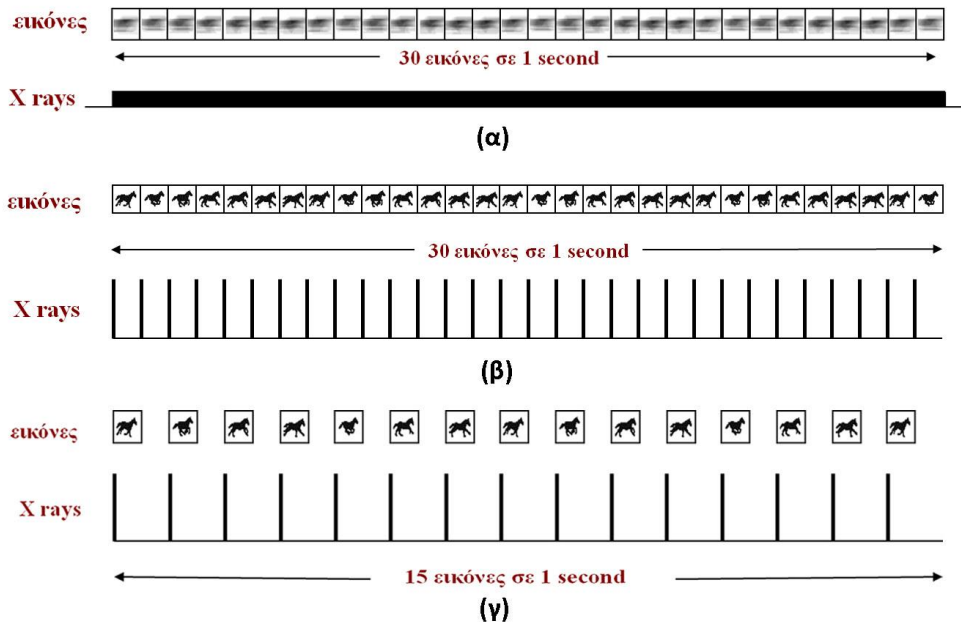 εικόνες
30 εικόνες σε 1 second
X rays
(α)
εικόνες
30 εικόνες σε 1 second
X rays
(β)
εικόνες
X rays
15 εικόνες σε 1 second
(γ)